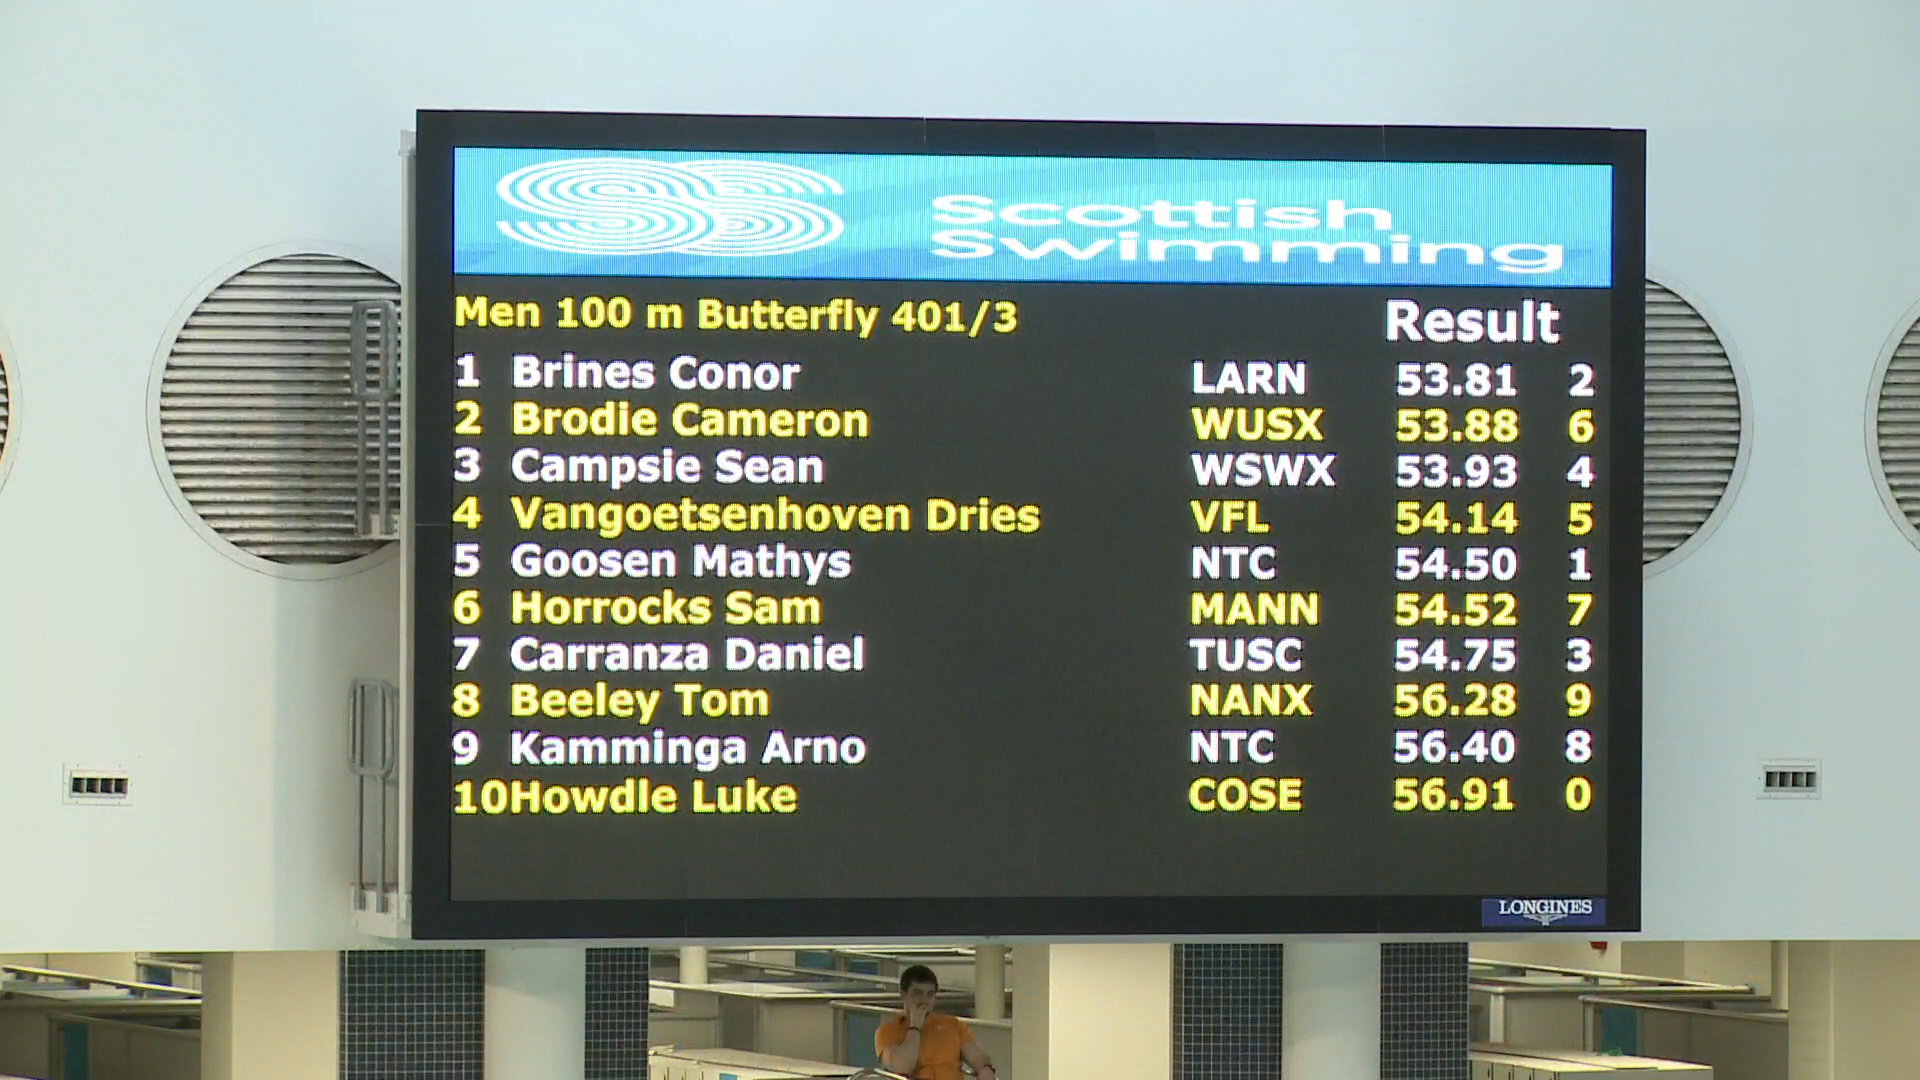 Scottish
Swimming
Men 100 m Butterfly 401/3 Result
1 Brines Conor LARN 53.81 2
2 Brodie Cameron WUSX 53.88 6
3 Campsie Sean WSWX 53.93 4
4 Vangoetsenhoven Dries VFL 54.14 5
5 Goosen Mathys NTC 54.50 1
6 Horrocks Sam MANN 54.52 7
7 Carranza Daniel TUSC 54.75 3
8 Beeley Tom NANX 56.28 9
9 Kamminga Arno NTC 56.40 8
10 Howdle Luke COSE 56.91 0
LONGINES